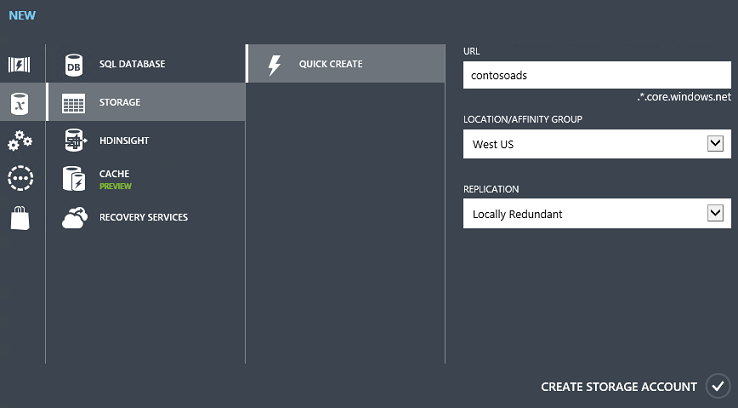 NEW
DB
SQL DATABASE
STORAGE
HDINSIGHT
CACHE
PREVIEW
RECOVERY SERVICES
QUICK CREATE
URL
contosoads
.*.core.windows.net
LOCATION/AFFINITY GROUP
West US
REPLICATION
Locally Redundant
CREATE STORAGE ACCOUNT